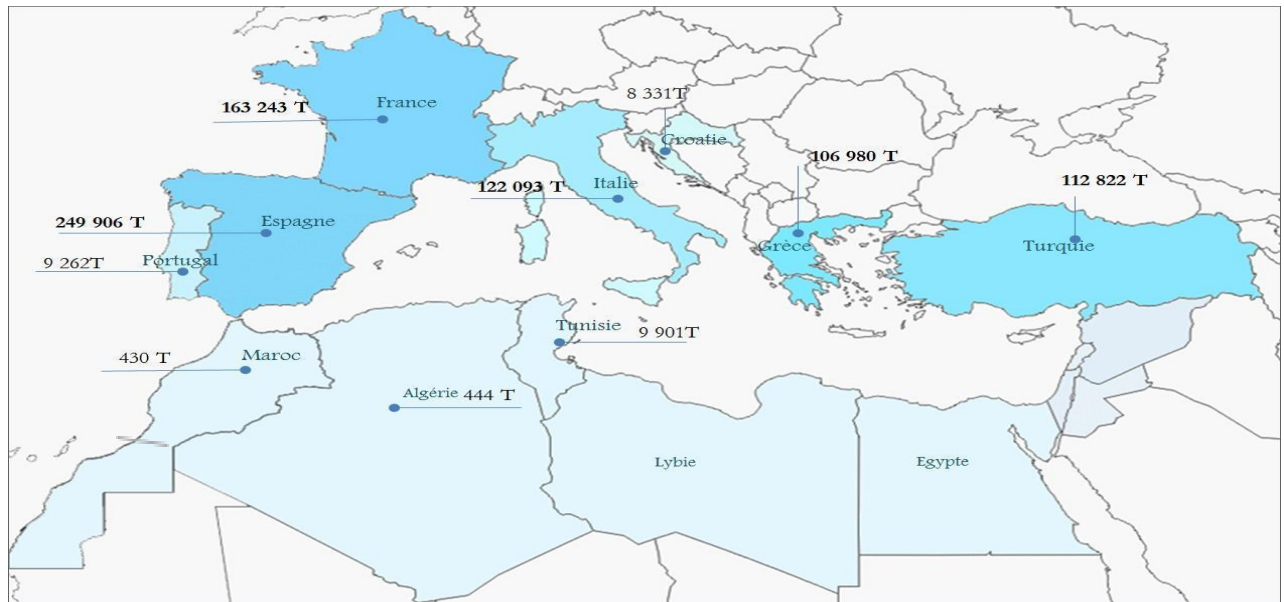 8 331T
163 243 T
France
Croatie
106 980 T
122 093 T
Italie
112 822 T
249 906 T
Espagne
Grèce
Turquie
9 262T
Portugal
Tunisie
9 901T
430 T
Maroc
Algérie 444 T
Lybie
Egypte